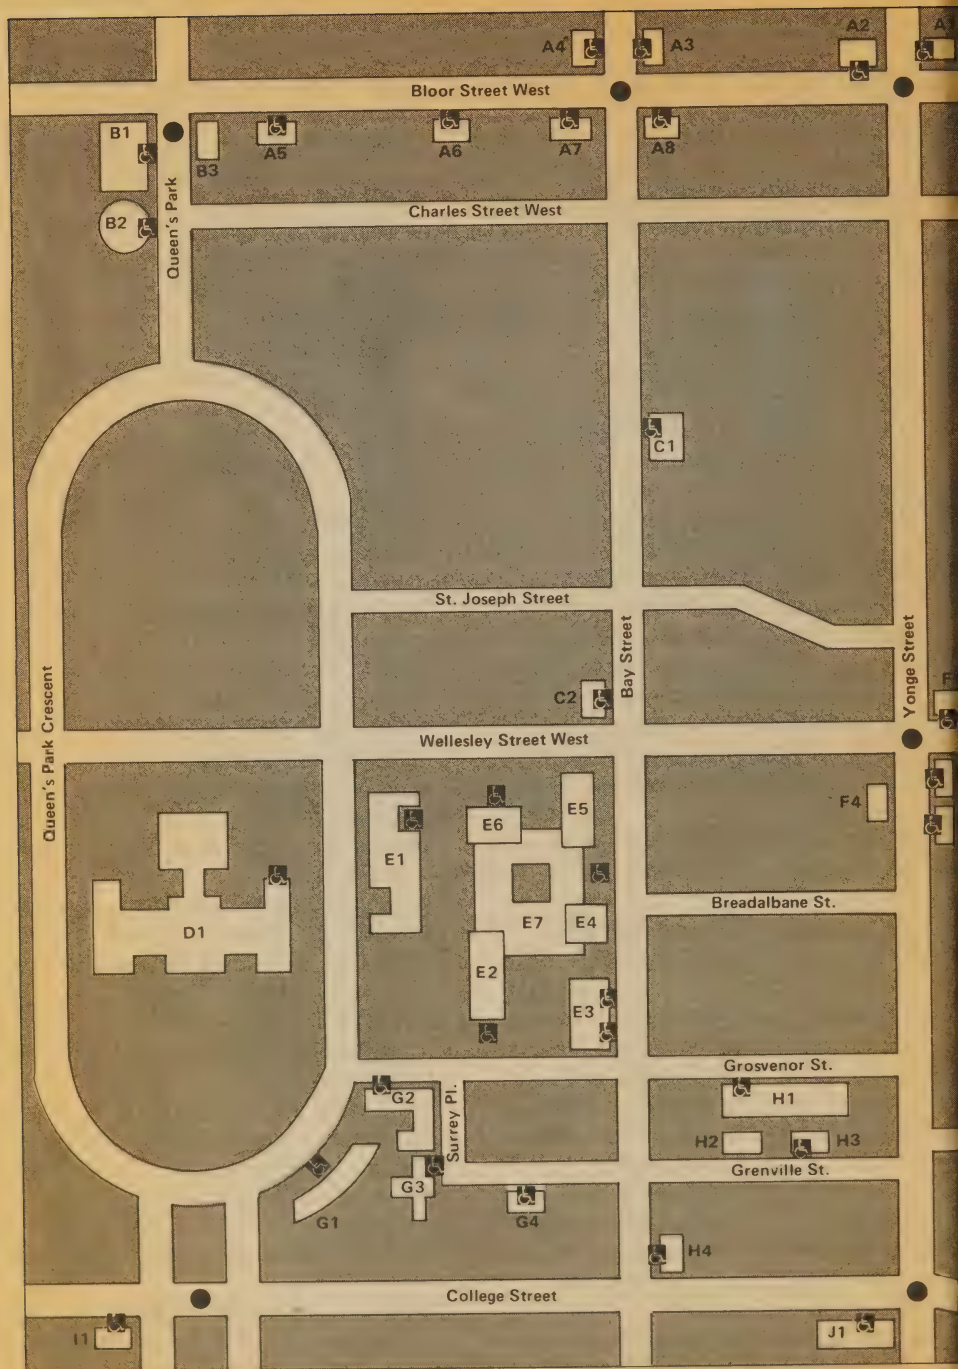 A4
A3
A2
A1
Bloor Street West
B1
B3
A5
A6
A7
A8
B2
Queen's Park
Charles Street West
C1
St. Joseph Street
Bay Street
Yonge Street
C2
Queen's Park Crescent
Wellesley Street West
F4
E1
E6
E5
E7
E4
Breadalbane St.
D1
E2
E3
Grosvenor St.
G2
Surrey Pl.
H1
H2
H3
G3
Grenville St.
G1
G4
H4
College Street
I1
J1